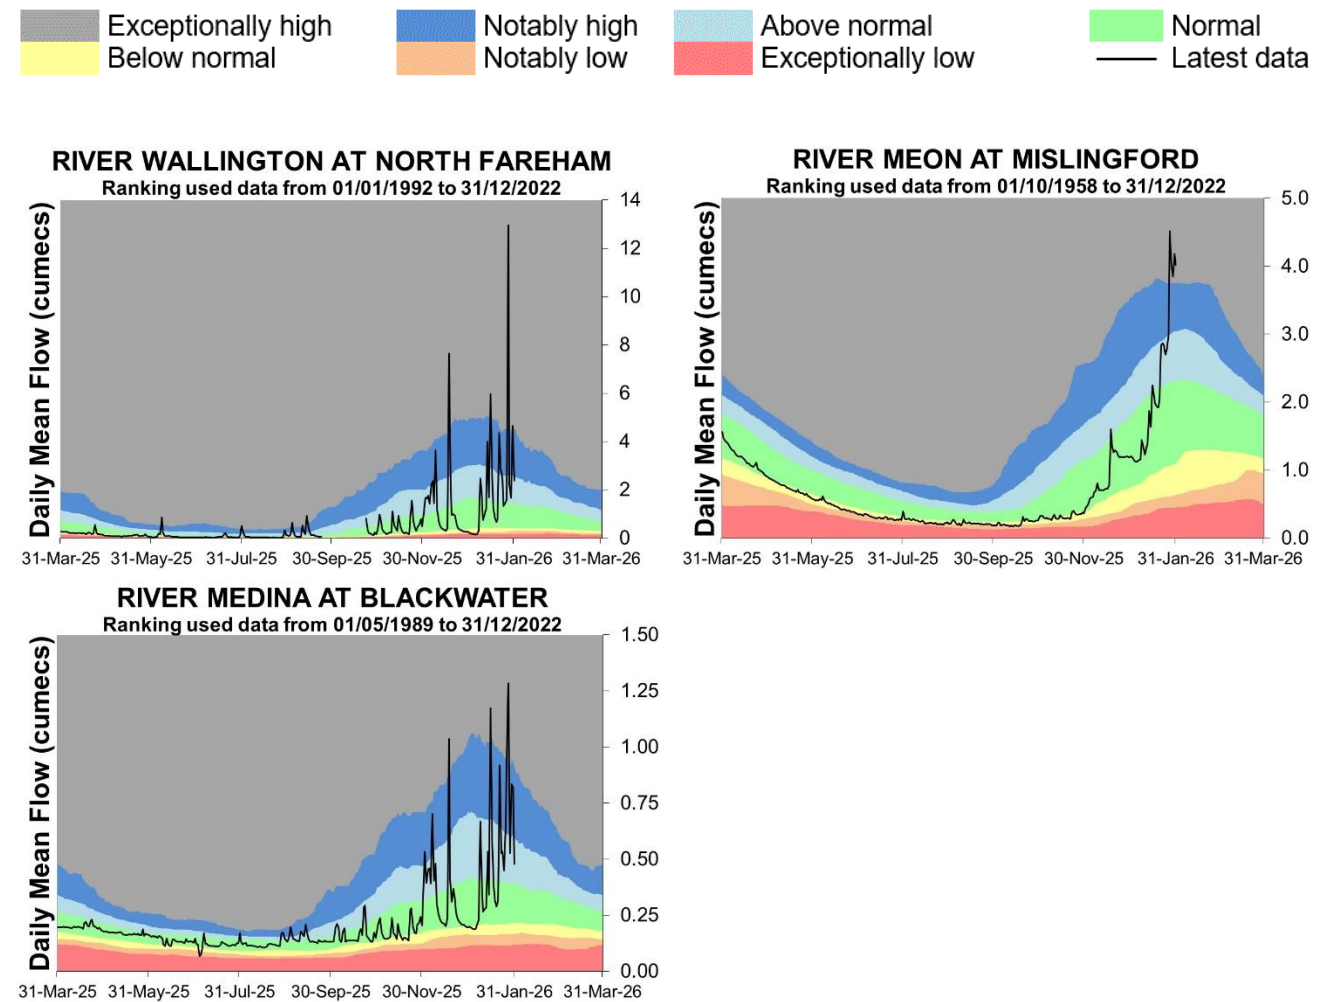 Exceptionally high Notably high Above normal Normal
Below normal Notably low Exceptionally low Latest data
RIVER WALLINGTON AT NORTH FAREHAM
Ranking used data from 01/01/1992 to 31/12/2022
Daily Mean Flow (cumecs)
14
12
10
8
6
4
2
0
31-Mar-25 31-May-25 31-Jul-25 30-Sep-25 30-Nov-25 31-Jan-26 31-Mar-26
RIVER MEON AT MISLINGFORD
Ranking used data from 01/10/1958 to 31/12/2022
Daily Mean Flow (cumecs)
5.0
4.0
3.0
2.0
1.0
0.0
31-Mar-25 31-May-25 31-Jul-25 30-Sep-25 30-Nov-25 31-Jan-26 31-Mar-26
RIVER MEDINA AT BLACKWATER
Ranking used data from 01/05/1989 to 31/12/2022
Daily Mean Flow (cumecs)
1.50
1.25
1.00
0.75
0.50
0.25
0.00
31-Mar-25 31-May-25 31-Jul-25 30-Sep-25 30-Nov-25 31-Jan-26 31-Mar-26